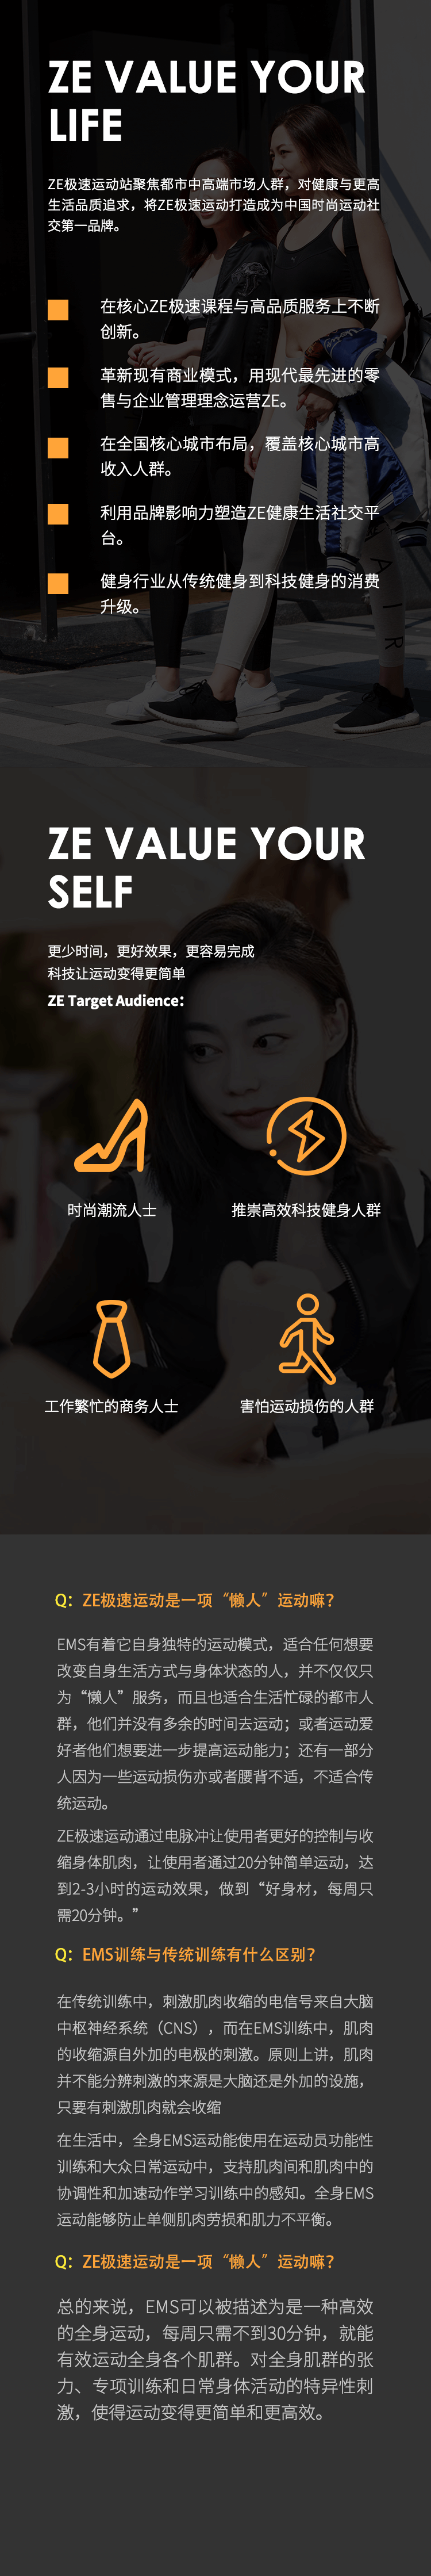 ZE VALUE YOUR
LIFE
ZE极速运动站聚焦都市中高端市场人群，对健康与更高
生活品质追求，将ZE极速运动打造成为中国时尚运动社
交第一品牌。
在核心ZE极速课程与高品质服务上不断
创新。
革新现有商业模式，用现代最先进的零
售与企业管理理念运营ZE。
在全国核心城市布局，覆盖核心城市高
收入人群。
利用品牌影响力塑造ZE健康生活社交平
台。
健身行业从传统健身到科技健身的消费
升级。
A I R
ZE VALUE YOUR
SELF
更少时间，更好效果，更容易完成
科技让运动变得更简单
ZE Target Audience：
时尚潮流人士
推崇高效科技健身人群
工作繁忙的商务人士
害怕运动损伤的人群
Q：ZE极速运动是一项“懒人”运动嘛？
EMS有着它自身独特的运动模式，适合任何想要
改变自身生活方式与身体状态的人，并不仅仅只
为“懒人”服务，而且也适合生活忙碌的都市人
群，他们并没有多余的时间去运动；或者运动爱
好者他们想要进一步提高运动能力；还有一部分
人因为一些运动损伤亦或者腰背不适，不适合传
统运动。
ZE极速运动通过电脉冲让使用者更好的控制与收
缩身体肌肉，让使用者通过20分钟简单运动，达
到2-3小时的运动效果，做到“好身材，每周只
需20分钟。”
Q：EMS训练与传统训练有什么区别？
在传统训练中，刺激肌肉收缩的电信号来自大脑
中枢神经系统（CNS），而在EMS训练中，肌肉
的收缩源自外加的电极的刺激。原则上讲，肌肉
并不能分辨刺激的来源是大脑还是外加的设施，
只要有刺激肌肉就会收缩
在生活中，全身EMS运动能使用在运动员功能性
训练和大众日常运动中，支持肌肉间和肌肉中的
协调性和加速动作学习训练中的感知。全身EMS
运动能够防止单侧肌肉劳损和肌力不平衡。
Q：ZE极速运动是一项“懒人”运动嘛？
总的来说，EMS可以被描述为是一种高效
的全身运动，每周只需不到30分钟，就能
有效运动全身各个肌群。对全身肌群的张
力、专项训练和日常身体活动的特异性刺
激，使得运动变得更简单和更高效。